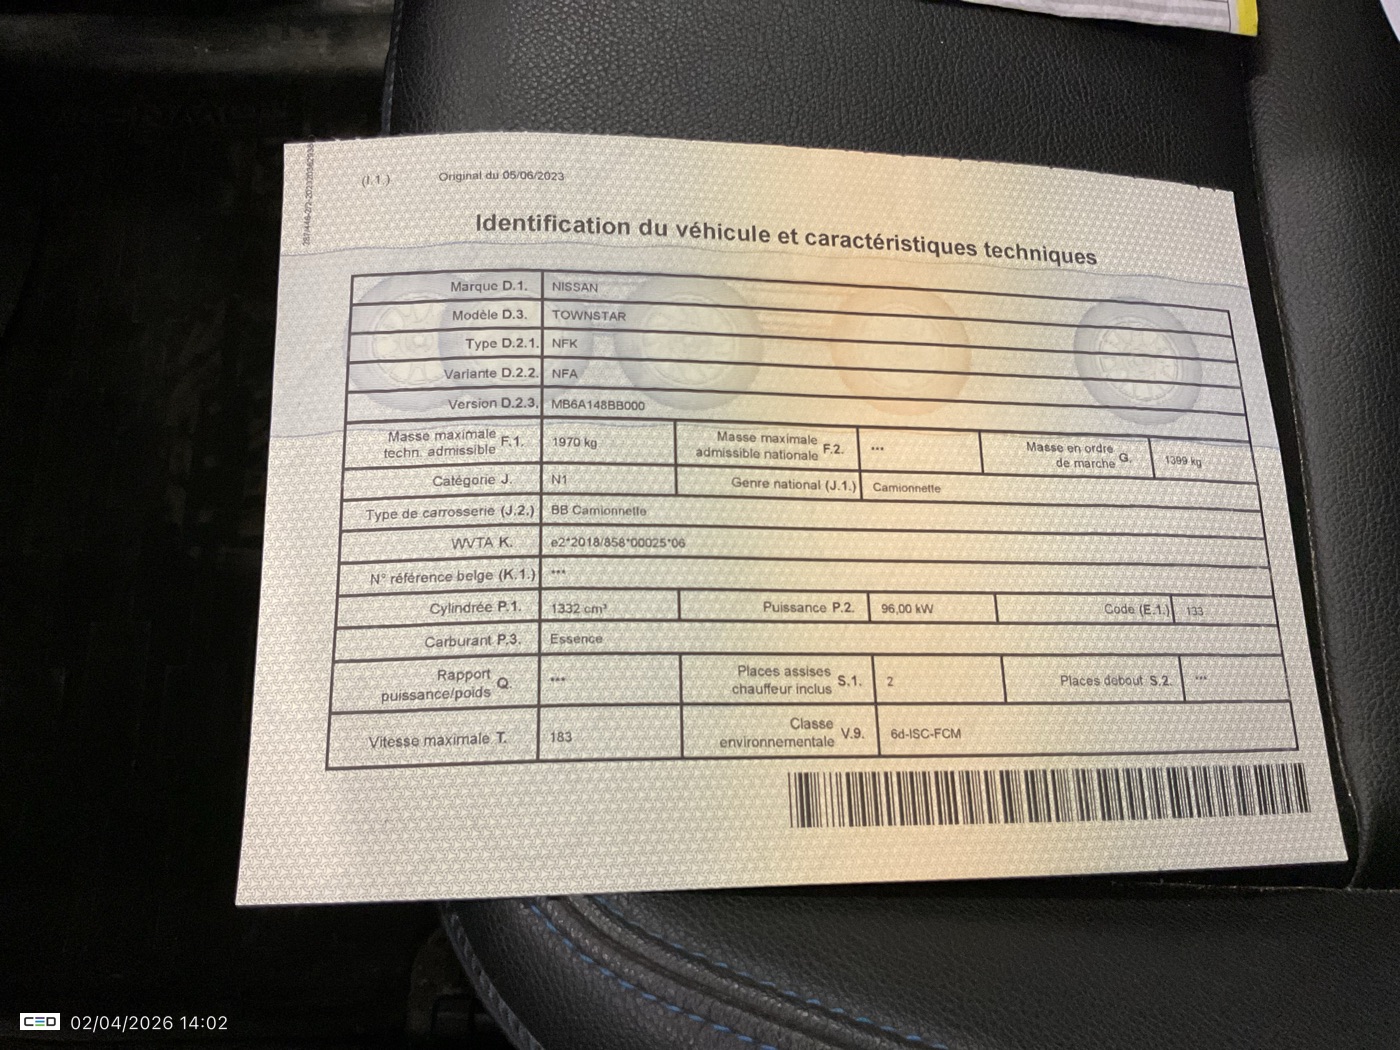 (I.1.) Original du 05/06/2023
Identification du véhicule et caractéristiques techniques
Marque D.1. NISSAN
Modèle D.3. TOWNSTAR
Type D.2.1. NFK
Variante D.2.2. NFA
Version D.2.3. MB6A148BB000
Masse maximale techn. admissible F.1. 1970 kg Masse maximale admissible nationale F.2. *** Masse en ordre de marche G. 1399 kg
Catégorie J. N1 Genre national (J.1.) Camionnette
Type de carrosserie (J.2.) BB Camionnette
WVTA K. e2*2018/858*00025*06
N° référence belge (K.1.) ***
Cylindrée P.1. 1332 cm³ Puissance P.2. 96,00 kW Code (E.1.) 133
Carburant P.3. Essence
Rapport puissance/poids Q. *** Places assises chauffeur inclus S.1. 2 Places debout S.2. ***
Vitesse maximale T. 183 Classe environnementale V.9. 6d-ISC-FCM
CED 02/04/2026 14:02